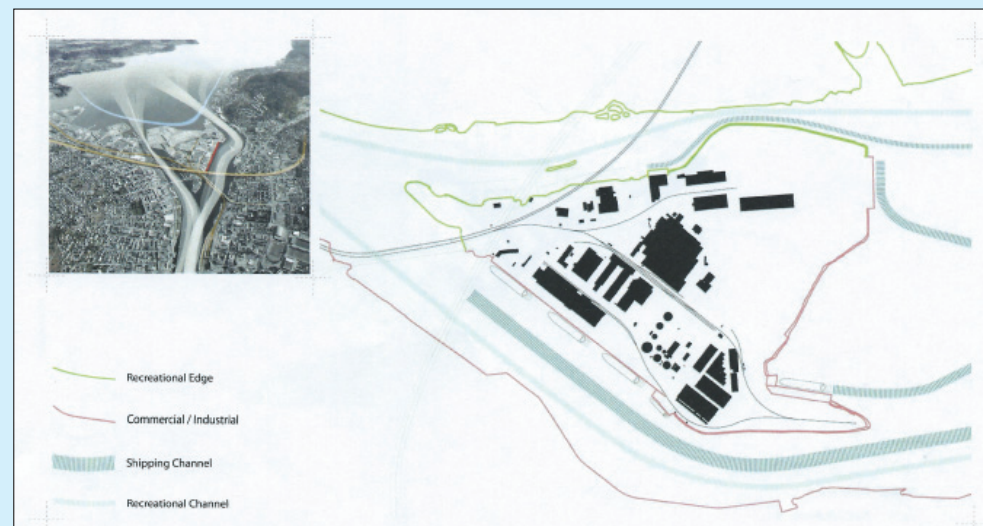 Recreational Edge
Commercial / Industrial
Shipping Channel
Recreational Channel